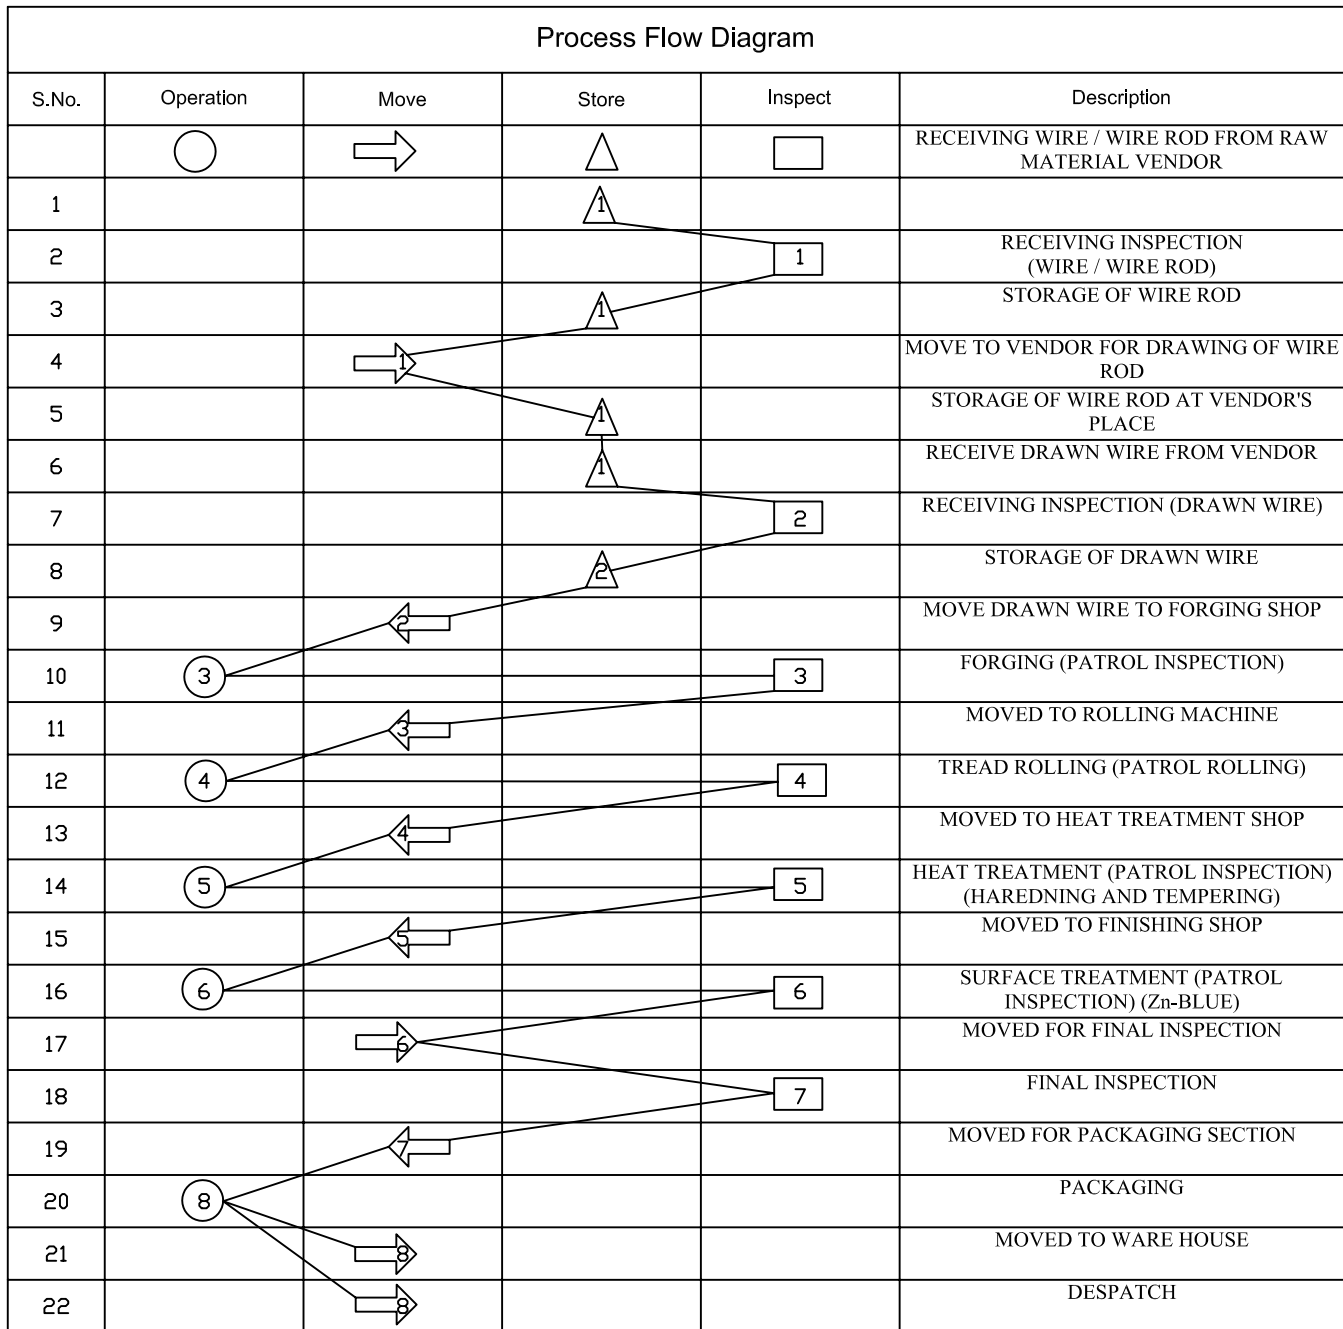 Process Flow Diagram
S.No. Operation Move Store Inspect Description
RECEIVING WIRE / WIRE ROD FROM RAW
MATERIAL VENDOR
1 1
2 1 RECEIVING INSPECTION
(WIRE / WIRE ROD)
3 1 STORAGE OF WIRE ROD
4 1 MOVE TO VENDOR FOR DRAWING OF WIRE
ROD
5 1 STORAGE OF WIRE ROD AT VENDOR'S
PLACE
6 1 RECEIVE DRAWN WIRE FROM VENDOR
7 2 RECEIVING INSPECTION (DRAWN WIRE)
8 2 STORAGE OF DRAWN WIRE
9 2 MOVE DRAWN WIRE TO FORGING SHOP
10 3 3 FORGING (PATROL INSPECTION)
11 3 MOVED TO ROLLING MACHINE
12 4 4 TREAD ROLLING (PATROL ROLLING)
13 4 MOVED TO HEAT TREATMENT SHOP
14 5 5 HEAT TREATMENT (PATROL INSPECTION)
(HAREDNING AND TEMPERING)
15 5 MOVED TO FINISHING SHOP
16 6 6 SURFACE TREATMENT (PATROL
INSPECTION) (Zn-BLUE)
17 6 MOVED FOR FINAL INSPECTION
18 7 FINAL INSPECTION
19 7 MOVED FOR PACKAGING SECTION
20 8 PACKAGING
21 8 MOVED TO WARE HOUSE
22 8 DESPATCH